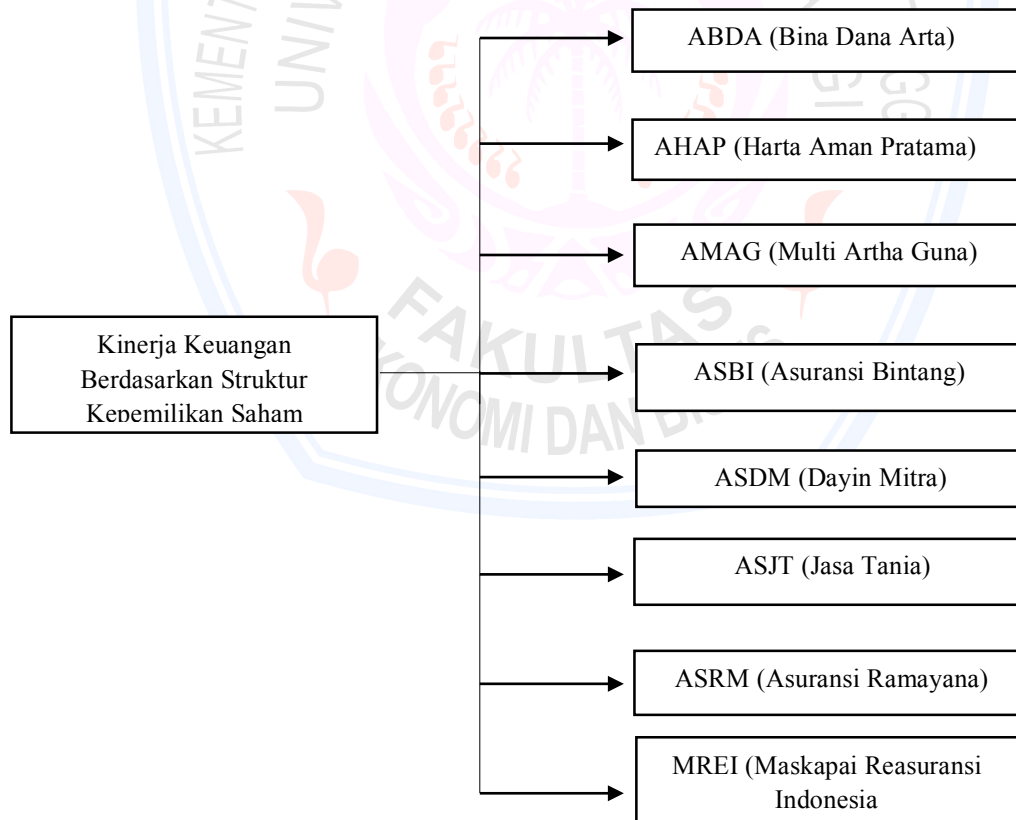 ABDA (Bina Dana Arta)
AHAP (Harta Aman Pratama)
AMAG (Multi Artha Guna)
Kinerja Keuangan
Berdasarkan Struktur
Kepemilikan Saham
ASBI (Asuransi Bintang)
ASDM (Dayin Mitra)
ASJT (Jasa Tania)
ASRM (Asuransi Ramayana)
MREI (Maskapai Reasuransi
Indonesia
FAKULTAS
KONOMI DAN